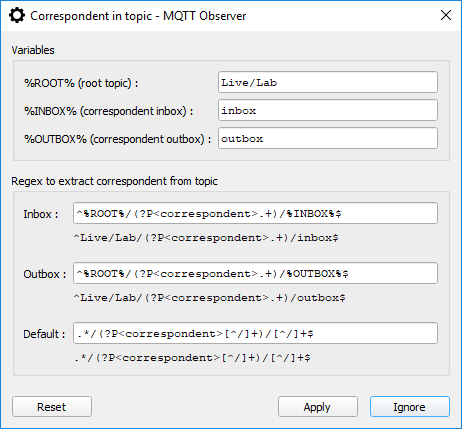 Correspondent in topic - MQTT Observer
Variables
%ROOT% (root topic) : Live/Lab
%INBOX% (correspondent inbox) : inbox
%OUTBOX% (correspondent outbox) : outbox
Regex to extract correspondent from topic
Inbox : ^%ROOT%/(?P<correspondent>.+)/%INBOX%$
^Live/Lab/(?P<correspondent>.+)/inbox$
Outbox : ^%ROOT%/(?P<correspondent>.+)/%OUTBOX%$
^Live/Lab/(?P<correspondent>.+)/outbox$
Default : .*/(?P<correspondent>[^/]+)/[^/]+$
.*/(?P<correspondent>[^/]+)/[^/]+$
Reset Apply Ignore